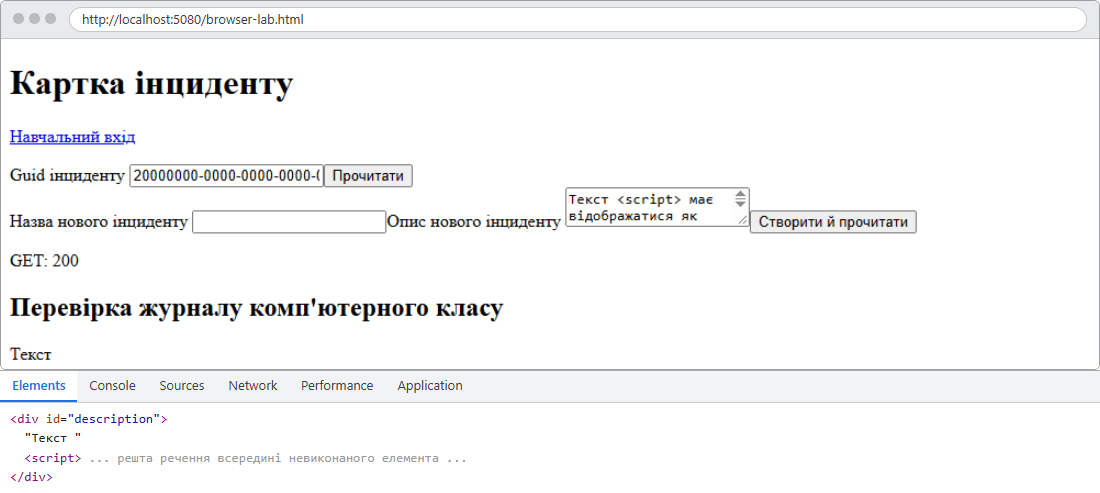 http://localhost:5080/browser-lab.html
Картка інциденту
Навчальний вхід
Guid інциденту 20000000-0000-0000-0000-0 Прочитати
Назва нового інциденту Опис нового інциденту Текст <script> має відображатися як Створити й прочитати
GET: 200
Перевірка журналу комп'ютерного класу
Текст
Elements Console Sources Network Performance Application
<div id="description">
"Текст "
<script> ... решта речення всередині невиконаного елемента ...
</div>